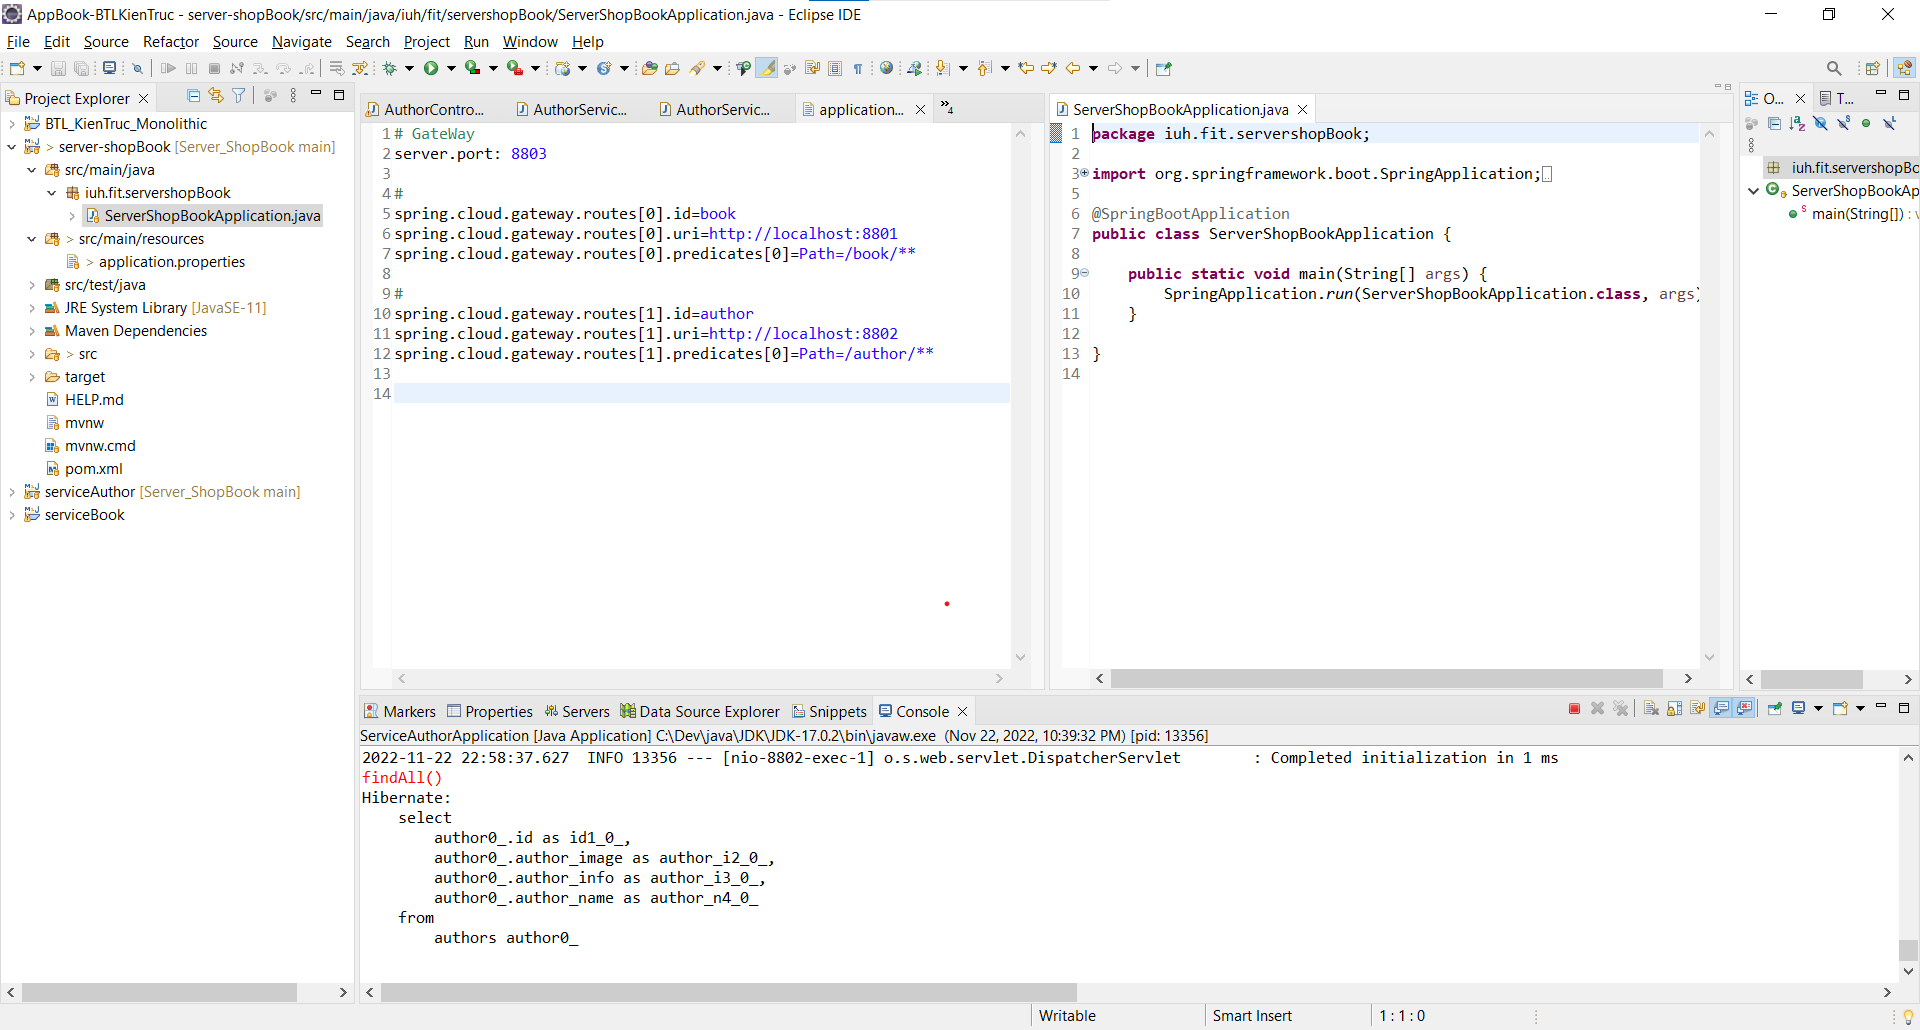 AppBook-BTLKienTruc - server-shopBook/src/main/java/iuh/fit/servershopBook/ServerShopBookApplication.java - Eclipse IDE
File Edit Source Refactor Source Navigate Search Project Run Window Help
Project Explorer
BTL_KienTruc_Monolithic
> server-shopBook [Server_ShopBook main]
src/main/java
iuh.fit.servershopBook
ServerShopBookApplication.java
> src/main/resources
> application.properties
src/test/java
JRE System Library [JavaSE-11]
Maven Dependencies
> src
target
HELP.md
mvnw
mvnw.cmd
pom.xml
serviceAuthor [Server_ShopBook main]
serviceBook
AuthorContro... AuthorServic... AuthorServic... application... »4
1 # GateWay
2 server.port: 8803
3
4 #
5 spring.cloud.gateway.routes[0].id=book
6 spring.cloud.gateway.routes[0].uri=http://localhost:8801
7 spring.cloud.gateway.routes[0].predicates[0]=Path=/book/**
8
9 #
10 spring.cloud.gateway.routes[1].id=author
11 spring.cloud.gateway.routes[1].uri=http://localhost:8802
12 spring.cloud.gateway.routes[1].predicates[0]=Path=/author/**
13
14
ServerShopBookApplication.java
1 package iuh.fit.servershopBook;
2
3 import org.springframework.boot.SpringApplication;
5
6 @SpringBootApplication
7 public class ServerShopBookApplication {
8
9 public static void main(String[] args) {
10 SpringApplication.run(ServerShopBookApplication.class, args)
11 }
12
13 }
14
O... T...
iuh.fit.servershopBo
ServerShopBookAp
main(String[]) : v
Markers Properties Servers Data Source Explorer Snippets Console
ServiceAuthorApplication [Java Application] C:\Dev\java\JDK\JDK-17.0.2\bin\javaw.exe (Nov 22, 2022, 10:39:32 PM) [pid: 13356]
2022-11-22 22:58:37.627 INFO 13356 --- [nio-8802-exec-1] o.s.web.servlet.DispatcherServlet : Completed initialization in 1 ms
findAll()
Hibernate:
select
author0_.id as id1_0_,
author0_.author_image as author_i2_0_,
author0_.author_info as author_i3_0_,
author0_.author_name as author_n4_0_
from
authors author0_
Writable Smart Insert 1 : 1 : 0